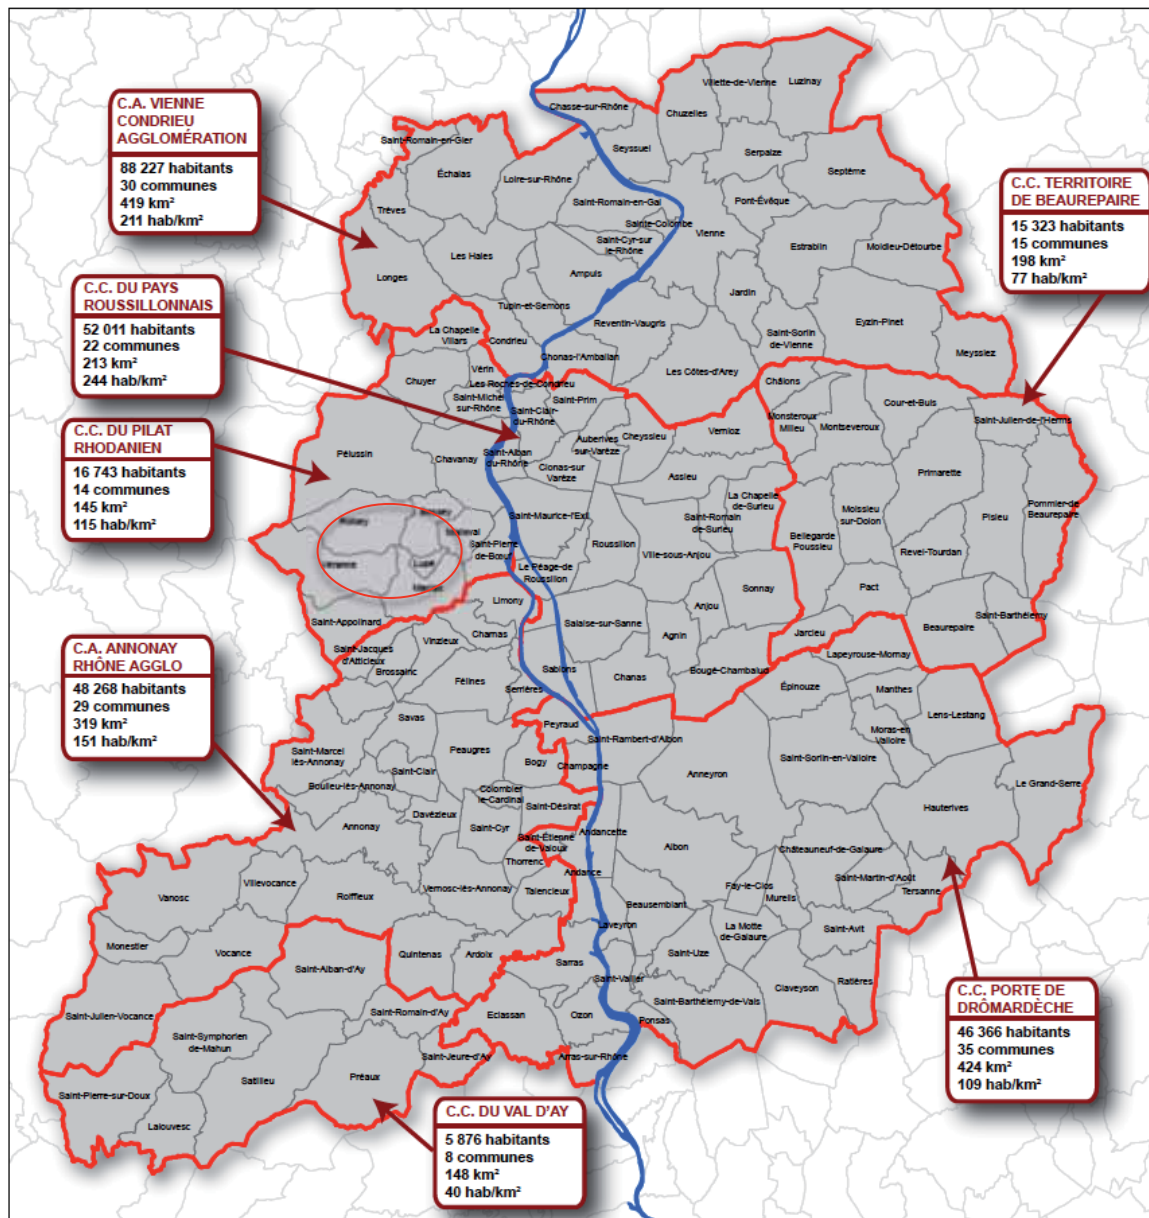 C.A. VIENNE
CONDRIEU
AGGLOMÉRATION
88 227 habitants
30 communes
419 km²
211 hab/km²
C.C. DU PAYS
ROUSSILLONNAIS
52 011 habitants
22 communes
213 km²
244 hab/km²
C.C. DU PILAT
RHODANIEN
16 743 habitants
14 communes
145 km²
115 hab/km²
C.A. ANNONAY
RHÔNE AGGLO
48 268 habitants
29 communes
319 km²
151 hab/km²
C.C. TERRITOIRE
DE BEAUREPAIRE
15 323 habitants
15 communes
198 km²
77 hab/km²
C.C. PORTE DE
DRÔMARDÈCHE
46 366 habitants
35 communes
424 km²
109 hab/km²
C.C. DU VAL D'AY
5 876 habitants
8 communes
148 km²
40 hab/km²
Villette-de-Vienne
Luzinay
Chasse-sur-Rhône
Chuzelles
Saint-Romain-en-Gier
Seyssuel
Serpaize
Septème
Échalas
Loire-sur-Rhône
Trèves
Saint-Romain-en-Gal
Pont-Évêque
Sainte-Colombe
Vienne
Saint-Cyr-sur
le-Rhône
Estrablin
Moidieu-Détourbe
Les Haies
Longes
Ampuis
Jardin
Tupin-et-Semons
Reventin-Vaugris
Eyzin-Pinet
La Chapelle
Villars
Condrieu
Saint-Sorin
de-Vienne
Meyssiez
Chonas-l'Amballan
Vérin
Les Côtes-d'Arey
Chuyer
Les Roches-de-Condrieu
Châlons
Saint-Michel
sur-Rhône
Saint-Clair-
du-Rhône
Saint-Prim
Cour-et-Buis
Monsteroux
Milieu
Montseveroux
Saint-Julien-de-l'Herms
Auberives
sur-Varèze
Cheyssieu
Vernioz
Pélussin
Chavanay
Saint-Alban
du-Rhône
Clonas-sur
Varèze
Assieu
Primarette
La Chapelle
de-Surieu
Pommier-de
Beaurepaire
Moissieu
sur-Dolon
Pisieu
Saint-Maurice-l'Exil
Saint-Romain
de-Surieu
Roussillon
Bellegarde
Poussieu
Saint-Pierre
de-Bœuf
Ville-sous-Anjou
Revel-Tourdan
Lupé
Le Péage-de
Roussillon
Pact
Sonnay
Limony
Anjou
Saint-Appolinard
Salaise-sur-Sanne
Saint-Barthélemy
Beaurepaire
Charnas
Vinzieux
Agnin
Jarcieu
Saint-Jacques
d'Atticieux
Lapeyrouse-Mornay
Brossainc
Sablons
Bougé-Chambalud
Félines
Chanas
Serrières
Épinouze
Manthes
Lens-Lestang
Savas
Peyraud
Moras-en
Valloire
Saint-Rambert-d'Albon
Peaugres
Saint-Marcel
lès-Annonay
Bogy
Champagne
Saint-Sorlin-en-Valloire
Saint-Clair
Anneyron
Le Grand-Serre
Boulieu-lès-Annonay
Colombier
le-Cardinal
Saint-Désirat
Hauterives
Davézieux
Annonay
Saint-Cyr
Andancette
Saint-Étienne
de-Valoux
Albon
Châteauneuf-de-Galaure
Thorrenc
Andance
Saint-Martin-d'Août
Villevocance
Vernosc-lès-Annonay
Talencieux
Fay-le-Clos
Mureils
Tersanne
Vanosc
Roiffieux
Beausemblant
Laveyron
La Motte
de-Galaure
Saint-Avit
Monestier
Vocance
Quintenas
Ardoix
Saint-Uze
Sarras
Saint-Alban-d'Ay
Saint-Vallier
Claveyson
Ratières
Saint-Barthélemy-de-Vals
Saint-Julien-Vocance
Saint-Romain-d'Ay
Eclassan
Ozon
Ponsas
Saint-Symphorien
de-Mahun
Saint-Jeure-d'Ay
Arras-sur-Rhône
Satillieu
Préaux
Saint-Pierre-sur-Doux
Lalouvesc